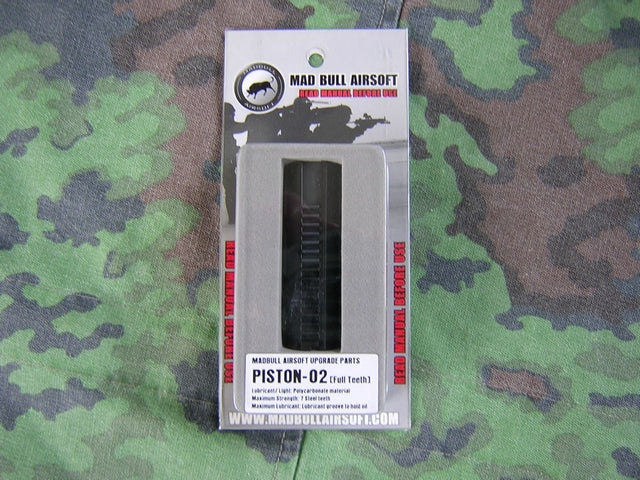 MADBULL
AIRSOFT
MAD BULL AIRSOFT
READ MANUAL BEFORE USE
READ MANUAL BEFORE USE
READ MANUAL BEFORE USE
MADBULL AIRSOFT UPGRADE PARTS
PISTON-02 [Full Teeth]
Lubricant/ Light: Polycarbonate material
Maximum Strength: 7 Steel teeth
Maximum Lubricant: Lubricant groove to hold oil
WWW.MADBULLAIRSOFT.COM